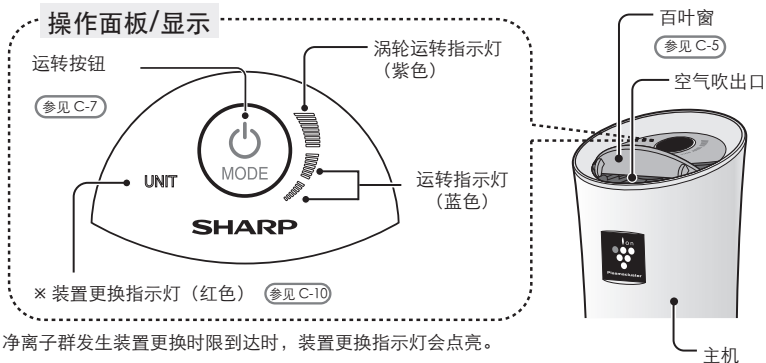 操作面板/显示
运转按钮
参见 C-7
涡轮运转指示灯
（紫色）
MODE
UNIT
运转指示灯
（蓝色）
SHARP
※ 装置更换指示灯（红色） 参见 C-10
净离子群发生装置更换时限到达时，装置更换指示灯会点亮。
百叶窗
参见 C-5
空气吹出口
Ion
Plasmacluster
主机